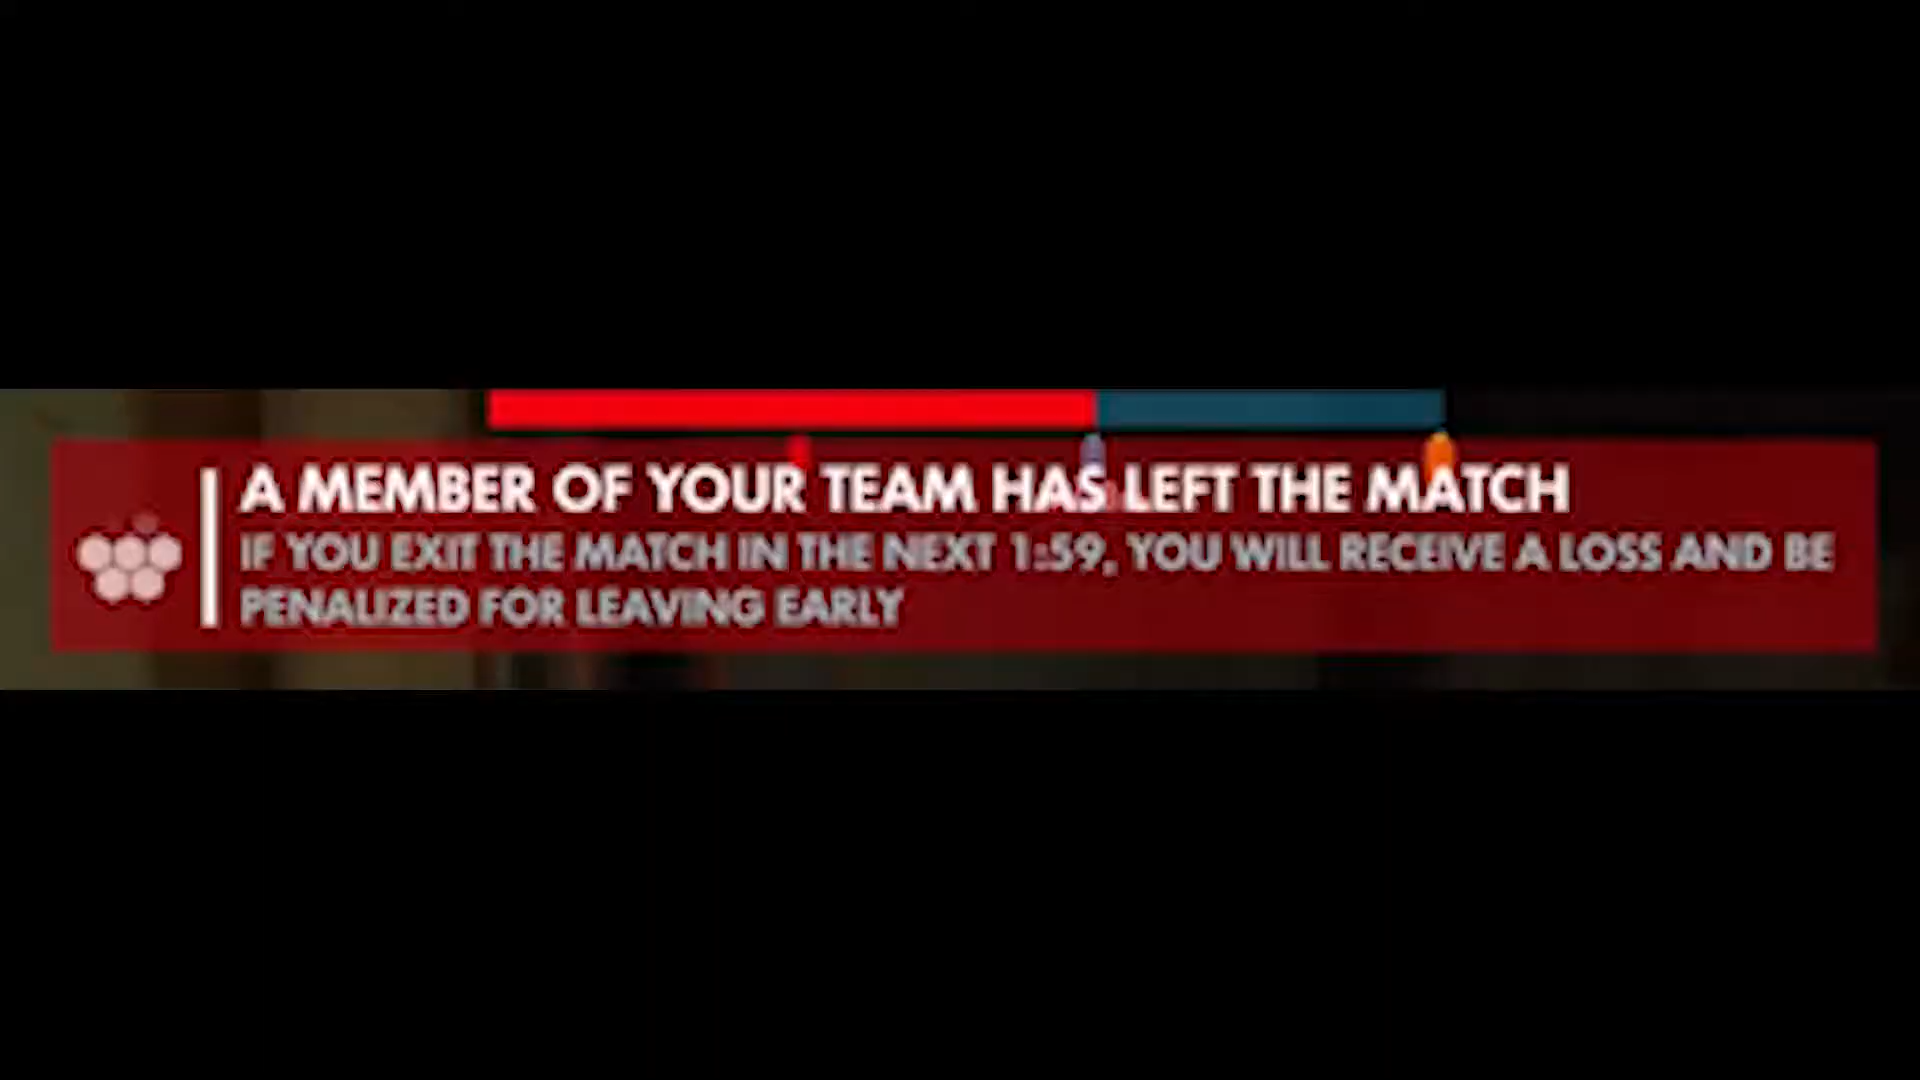 A MEMBER OF YOUR TEAM HAS LEFT THE MATCH
IF YOU EXIT THE MATCH IN THE NEXT 1:59, YOU WILL RECEIVE A LOSS AND BE
PENALIZED FOR LEAVING EARLY